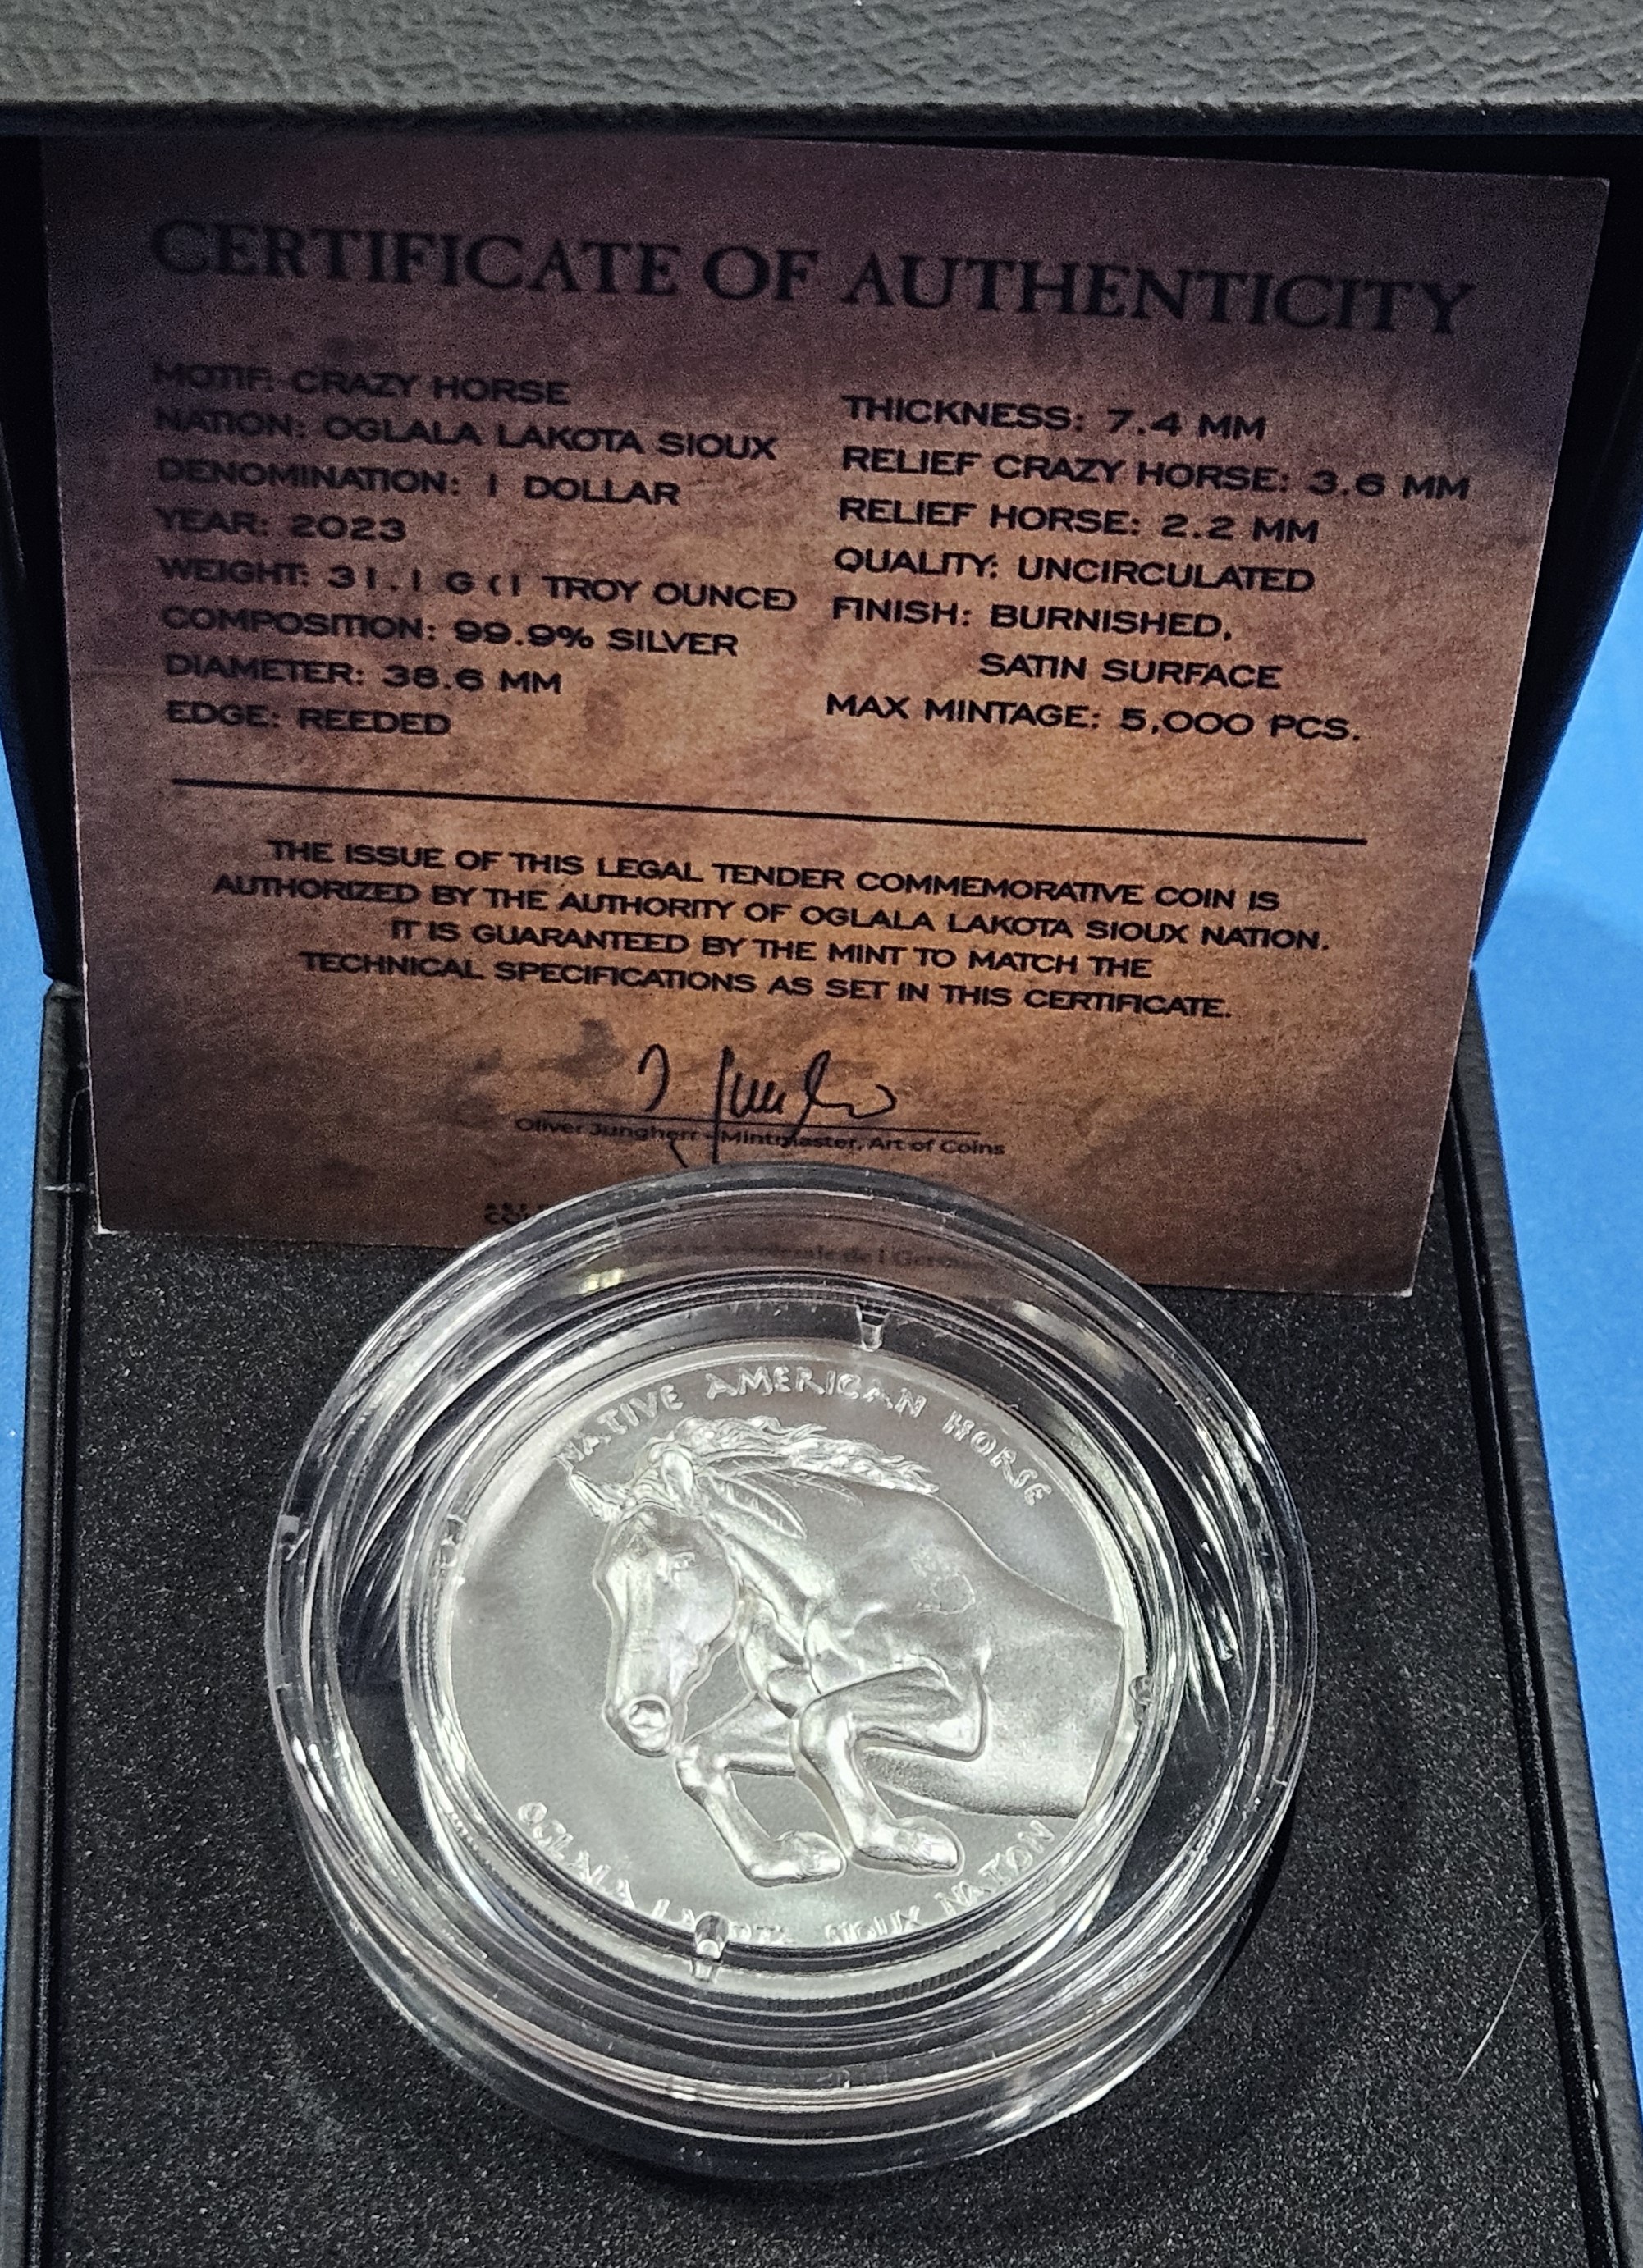 CERTIFICATE OF AUTHENTICITY
MOTIF: CRAZY HORSE
NATION: OGLALA LAKOTA SIOUX
DENOMINATION: 1 DOLLAR
YEAR: 2023
WEIGHT: 31.1 G (1 TROY OUNCE)
COMPOSITION: 99.9% SILVER
DIAMETER: 38.6 MM
EDGE: REEDED
THICKNESS: 7.4 MM
RELIEF CRAZY HORSE: 3.6 MM
RELIEF HORSE: 2.2 MM
QUALITY: UNCIRCULATED
FINISH: BURNISHED,
SATIN SURFACE
MAX MINTAGE: 5,000 PCS.
THE ISSUE OF THIS LEGAL TENDER COMMEMORATIVE COIN IS
AUTHORIZED BY THE AUTHORITY OF OGLALA LAKOTA SIOUX NATION.
IT IS GUARANTEED BY THE MINT TO MATCH THE
TECHNICAL SPECIFICATIONS AS SET IN THIS CERTIFICATE.
Oliver Jungherr - Mintmaster, Art of Coins
NATIVE AMERICAN HORSE
OGLALA LAKOTA SIOUX NATION